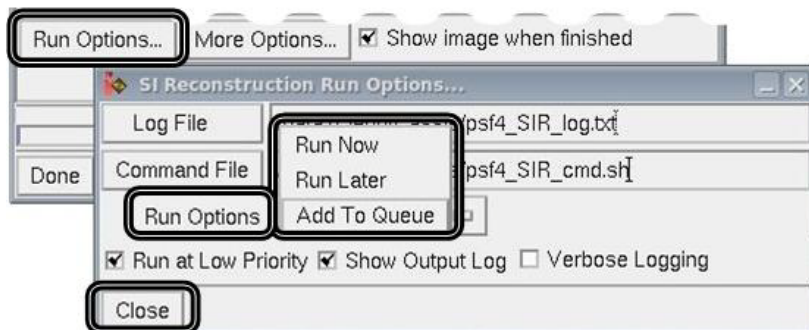 Run Options... More Options... Show image when finished
SI Reconstruction Run Options...
Log File /psf4_SIR_log.txt
Run Now
Command File /psf4_SIR_cmd.sh
Run Later
Done
Run Options Add To Queue
Run at Low Priority Show Output Log Verbose Logging
Close